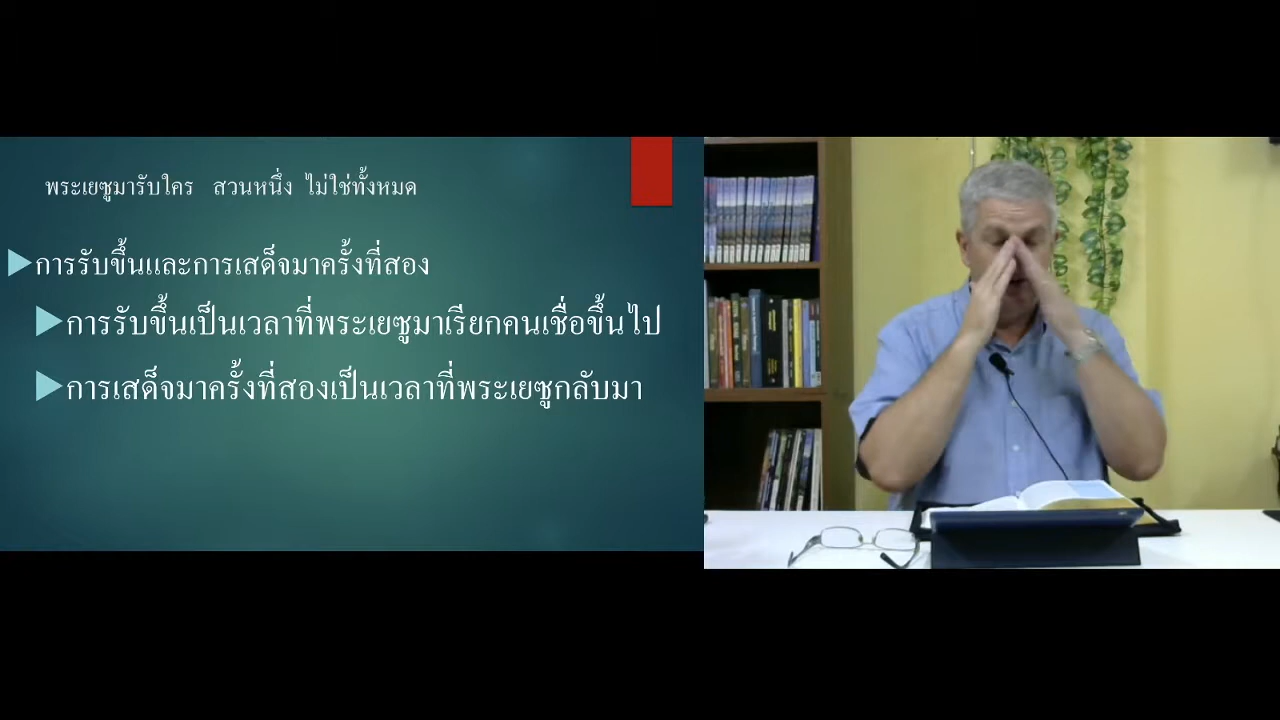 พระเยซูมารับใคร สวนหนึ่ง ไม่ใช่ทั้งหมด
การรับขึ้นและการเสด็จมาครั้งที่สอง
การรับขึ้นเป็นเวลาที่พระเยซูมาเรียกคนเชื่อขึ้นไป
การเสด็จมาครั้งที่สองเป็นเวลาที่พระเยซูกลับมา